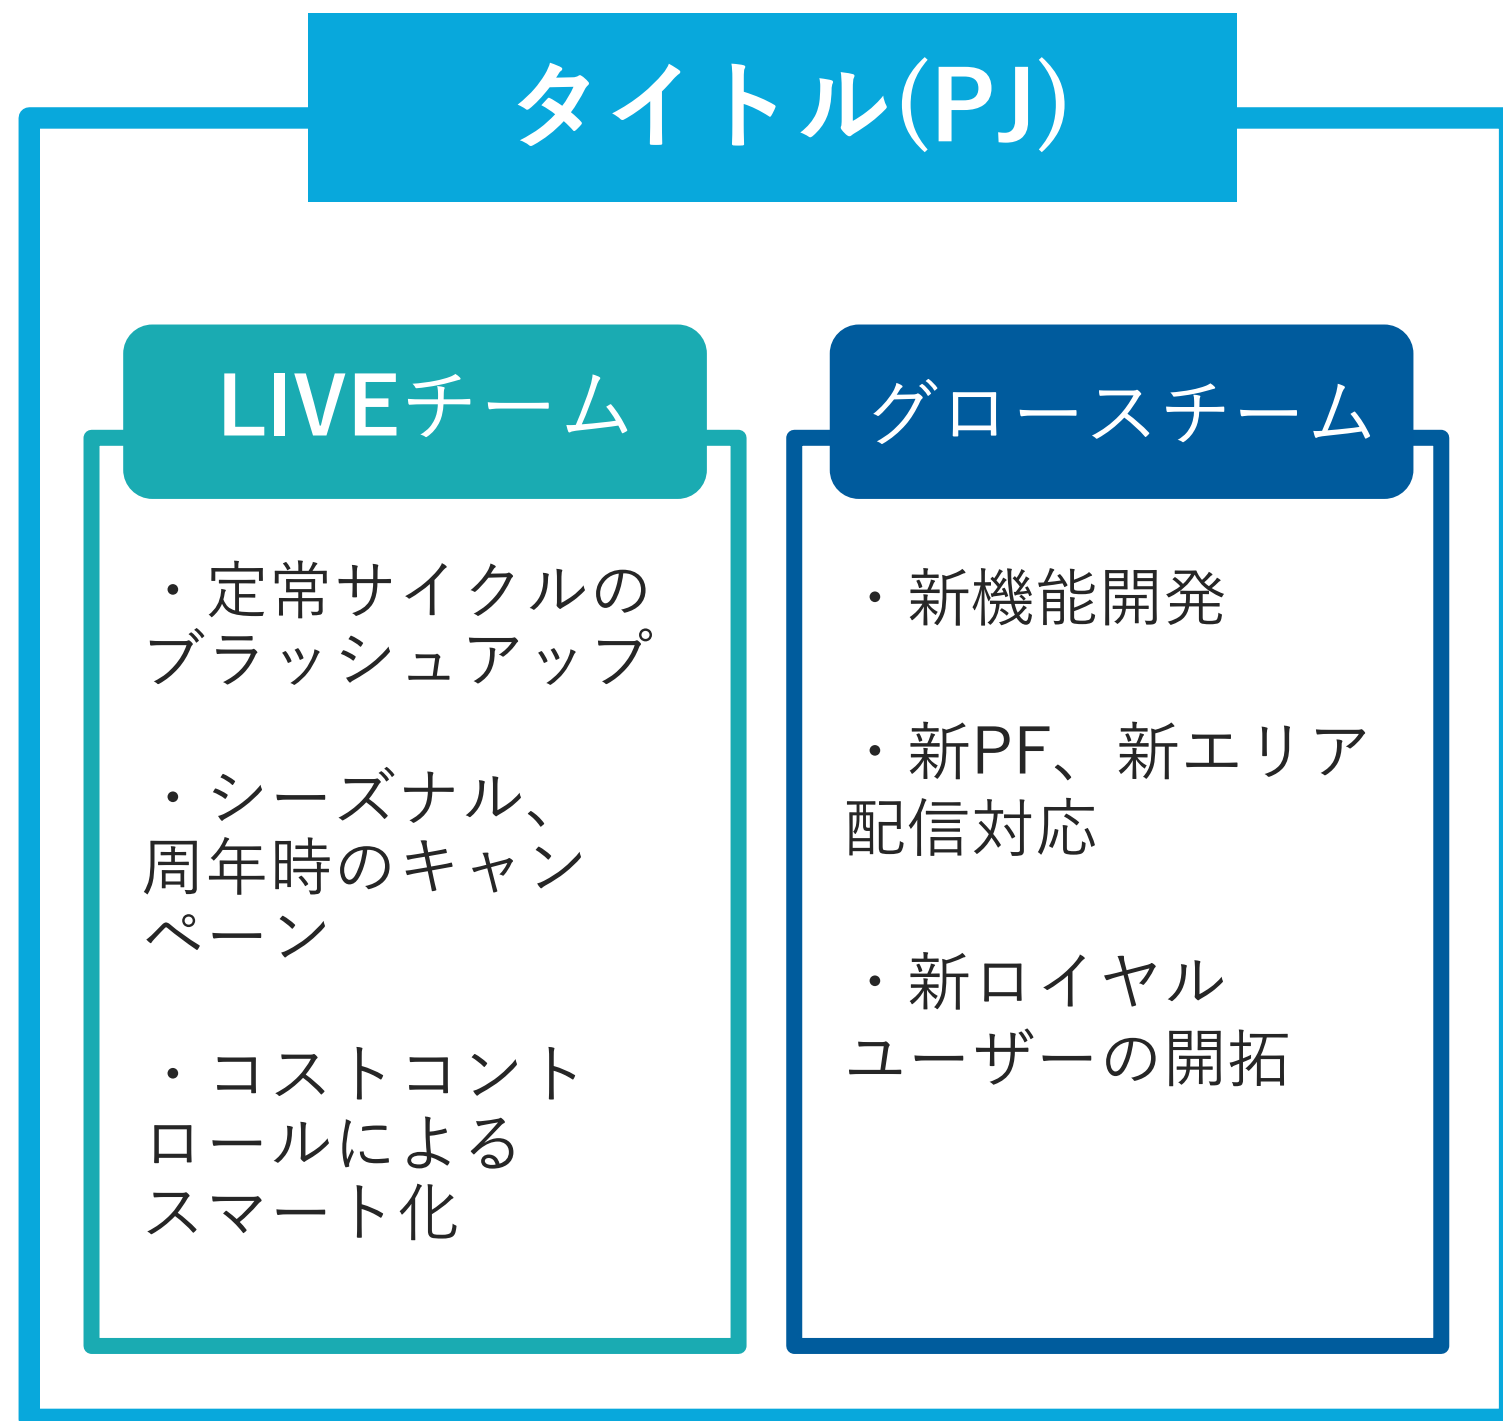 タイトル(PJ)
LIVEチーム
・定常サイクルの
ブラッシュアップ
・シーズナル、
周年時のキャン
ペーン
・コストコント
ロールによる
スマート化
グロースチーム
・新機能開発
・新PF、新エリア
配信対応
・新ロイヤル
ユーザーの開拓